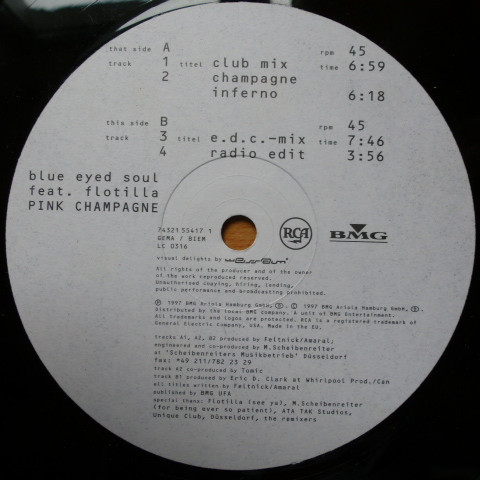 that side A rpm 45
track 1 titel club mix time 6:59
2 champagne
inferno 6:18
this side B rpm 45
track 3 titel e.d.c.-mix time 7:46
4 radio edit 3:56
blue eyed soul
feat. flotilla
PINK CHAMPAGNE
74321 55417 1
GEMA / BIEM
LC 0316
RCA
BMG
visual delights by
All rights of the producer and of the owner
of the work reproduced reserved.
Unauthorised copying, hiring, lending,
public performance and broadcasting prohibited.
Ⓟ 1997 BMG Ariola Hamburg GmbH, © 1997 BMG Ariola Hamburg GmbH,
Distributed by the local BMG company. A unit of BMG Entertainment.
All trademarks and logos are protected. RCA is a registered trademark of
General Electric Company, USA. Made in the EU.
Tracks A1, A2, B2 produced by Feltnick/Amaral;
engineered and co-produced by M.Scheibenreiter
at 'Scheibenreiters Musikbetrieb' Düsseldorf
fax: +49 211/782 23 29
track A2 co-produced by Tomic
track B1 produced by Eric D. Clark at Whirlpool Prod./Can
all titles written by Feltnick/Amaral
published by BMG UFA
special thanx: Flotilla (see ya), M.Scheibenreiter
(for being ever so patient), ATA TAK Studios,
Unique Club, Düsseldorf, the remixers